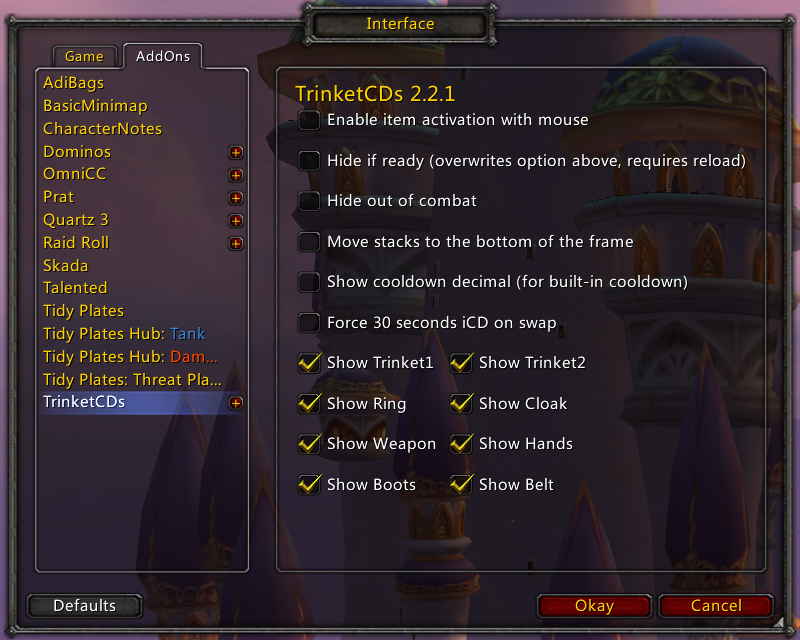 Interface
Game AddOns
AdiBags
BasicMinimap
CharacterNotes
Dominos
OmniCC
Prat
Quartz 3
Raid Roll
Skada
Talented
Tidy Plates
Tidy Plates Hub: Tank
Tidy Plates Hub: Dam...
Tidy Plates: Threat Pla...
TrinketCDs
TrinketCDs 2.2.1
Enable item activation with mouse
Hide if ready (overwrites option above, requires reload)
Hide out of combat
Move stacks to the bottom of the frame
Show cooldown decimal (for built-in cooldown)
Force 30 seconds iCD on swap
Show Trinket1 Show Trinket2
Show Ring Show Cloak
Show Weapon Show Hands
Show Boots Show Belt
Defaults Okay Cancel